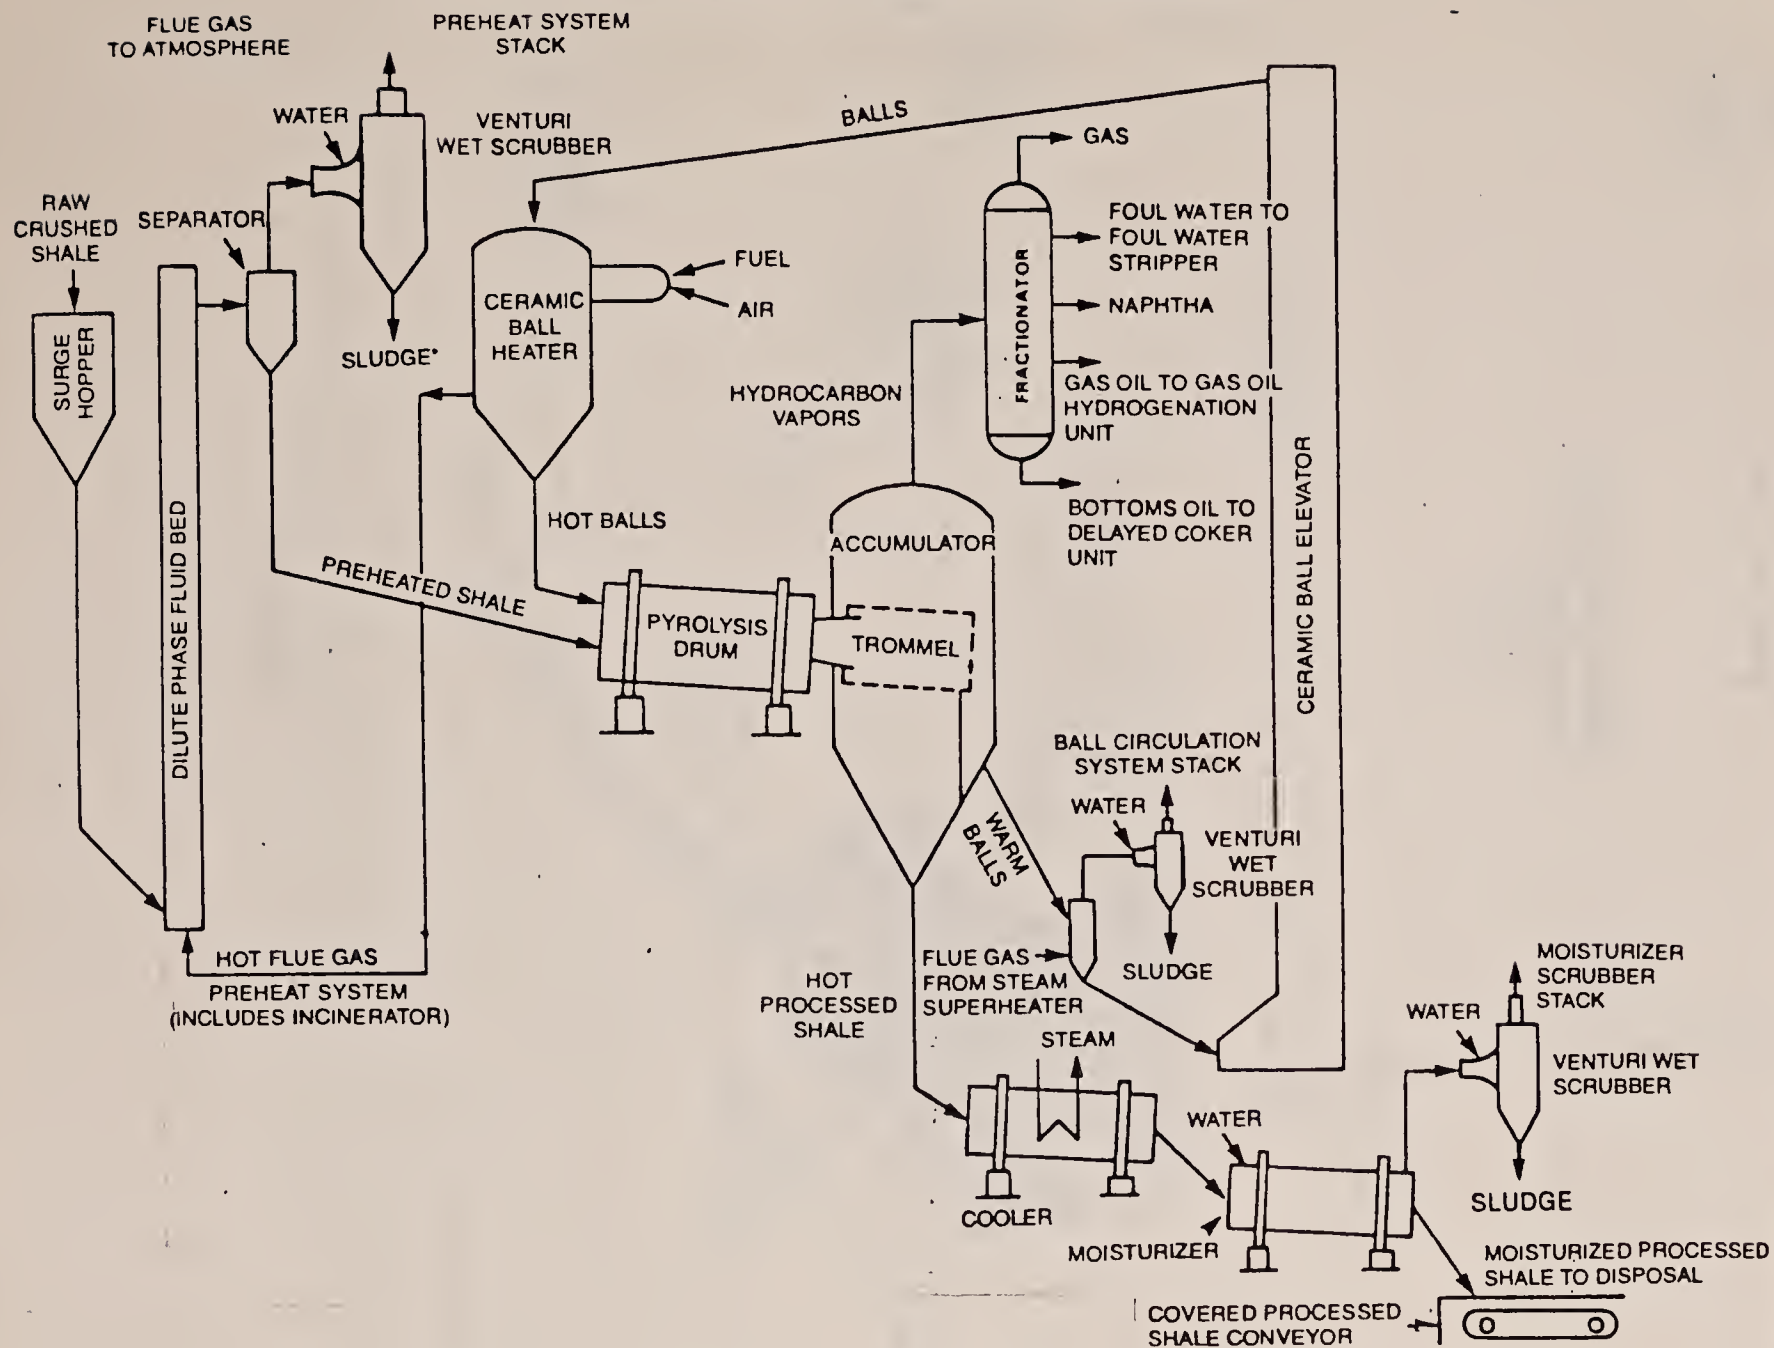 FLUE GAS
TO ATMOSPHERE
PREHEAT SYSTEM
STACK
WATER
VENTURI
WET SCRUBBER
BALLS
GAS
RAW
CRUSHED
SHALE
SEPARATOR
FOUL WATER TO
FOUL WATER
STRIPPER
FUEL
AIR
CERAMIC
BALL
HEATER
FRACTIONATOR
NAPHTHA
SURGE
HOPPER
SLUDGE*
HYDROCARBON
VAPORS
GAS OIL TO GAS OIL
HYDROGENATION
UNIT
BOTTOMS OIL TO
DELAYED COKER
UNIT
CERAMIC BALL ELEVATOR
DILUTE PHASE FLUID BED
HOT BALLS
ACCUMULATOR
PREHEATED SHALE
PYROLYSIS
DRUM
TROMMEL
BALL CIRCULATION
SYSTEM STACK
WATER
WARM
BALLS
VENTURI
WET
SCRUBBER
HOT FLUE GAS
PREHEAT SYSTEM
(INCLUDES INCINERATOR)
HOT
PROCESSED
SHALE
FLUE GAS
FROM STEAM
SUPERHEATER
SLUDGE
STEAM
MOISTURIZER
SCRUBBER
STACK
WATER
VENTURI WET
SCRUBBER
WATER
COOLER
MOISTURIZER
SLUDGE
MOISTURIZED PROCESSED
SHALE TO DISPOSAL
COVERED PROCESSED
SHALE CONVEYOR